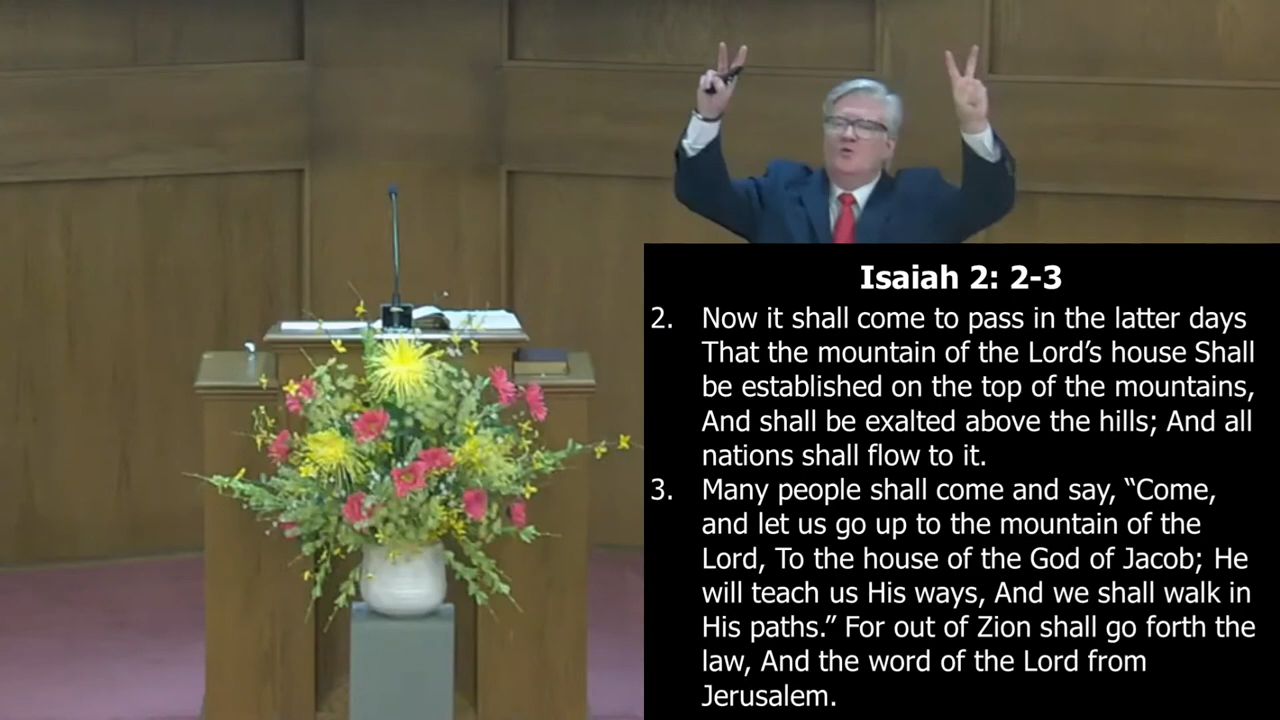 Isaiah 2: 2-3
2. Now it shall come to pass in the latter days
That the mountain of the Lord’s house Shall
be established on the top of the mountains,
And shall be exalted above the hills; And all
nations shall flow to it.
3. Many people shall come and say, “Come,
and let us go up to the mountain of the
Lord, To the house of the God of Jacob; He
will teach us His ways, And we shall walk in
His paths.” For out of Zion shall go forth the
law, And the word of the Lord from
Jerusalem.